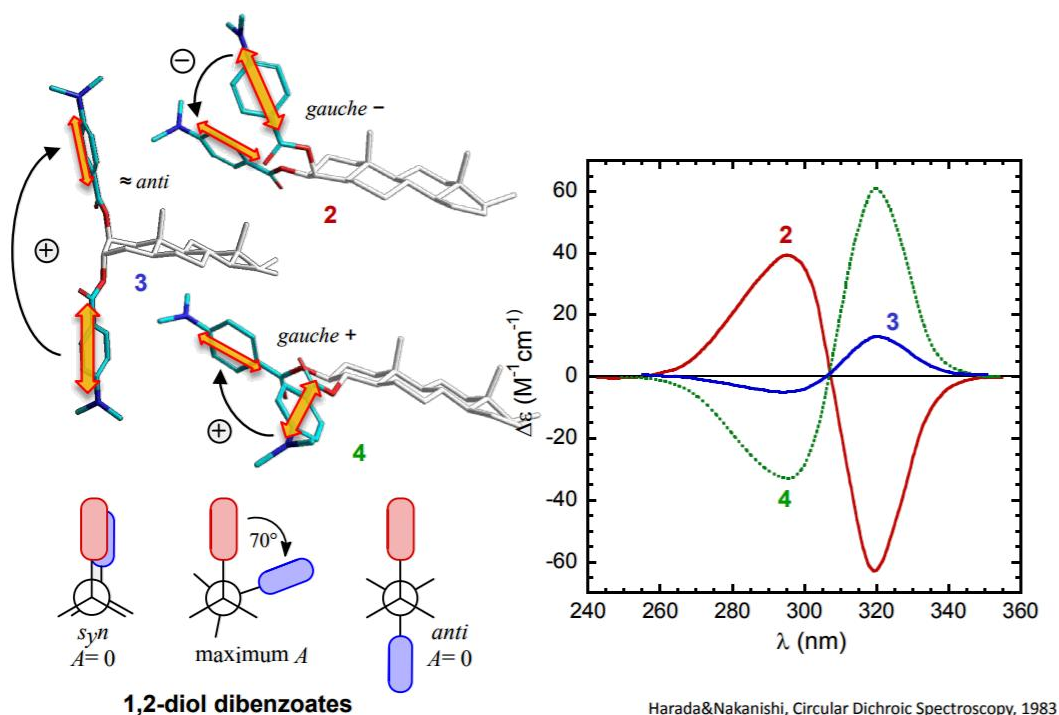 ⊖
gauche −
2
≈ anti
⊕
3
gauche +
⊕
4
syn
A= 0
70°
maximum A
anti
A= 0
1,2-diol dibenzoates
Δε (M⁻¹cm⁻¹)
60
40
20
0
-20
-40
-60
2
3
4
240 260 280 300 320 340 360
λ (nm)
Harada&Nakanishi, Circular Dichroic Spectroscopy, 1983